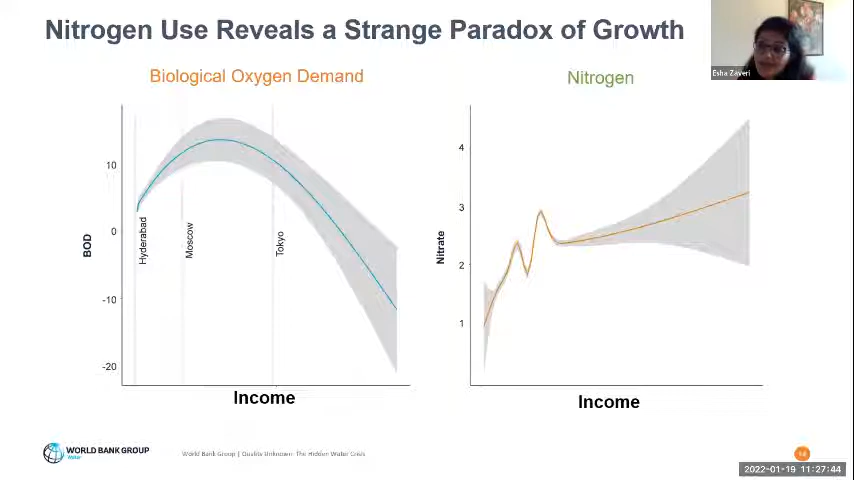 Nitrogen Use Reveals a Strange Paradox of Growth
Esha Zaveri
Biological Oxygen Demand
Nitrogen
10
0
-10
-20
BOD
Hyderabad
Moscow
Tokyo
Income
4
3
2
1
Nitrate
Income
WORLD BANK GROUP
Water
World Bank Group | Quality Unknown: The Hidden Water Crisis
14
2022-01-19 11:27:44